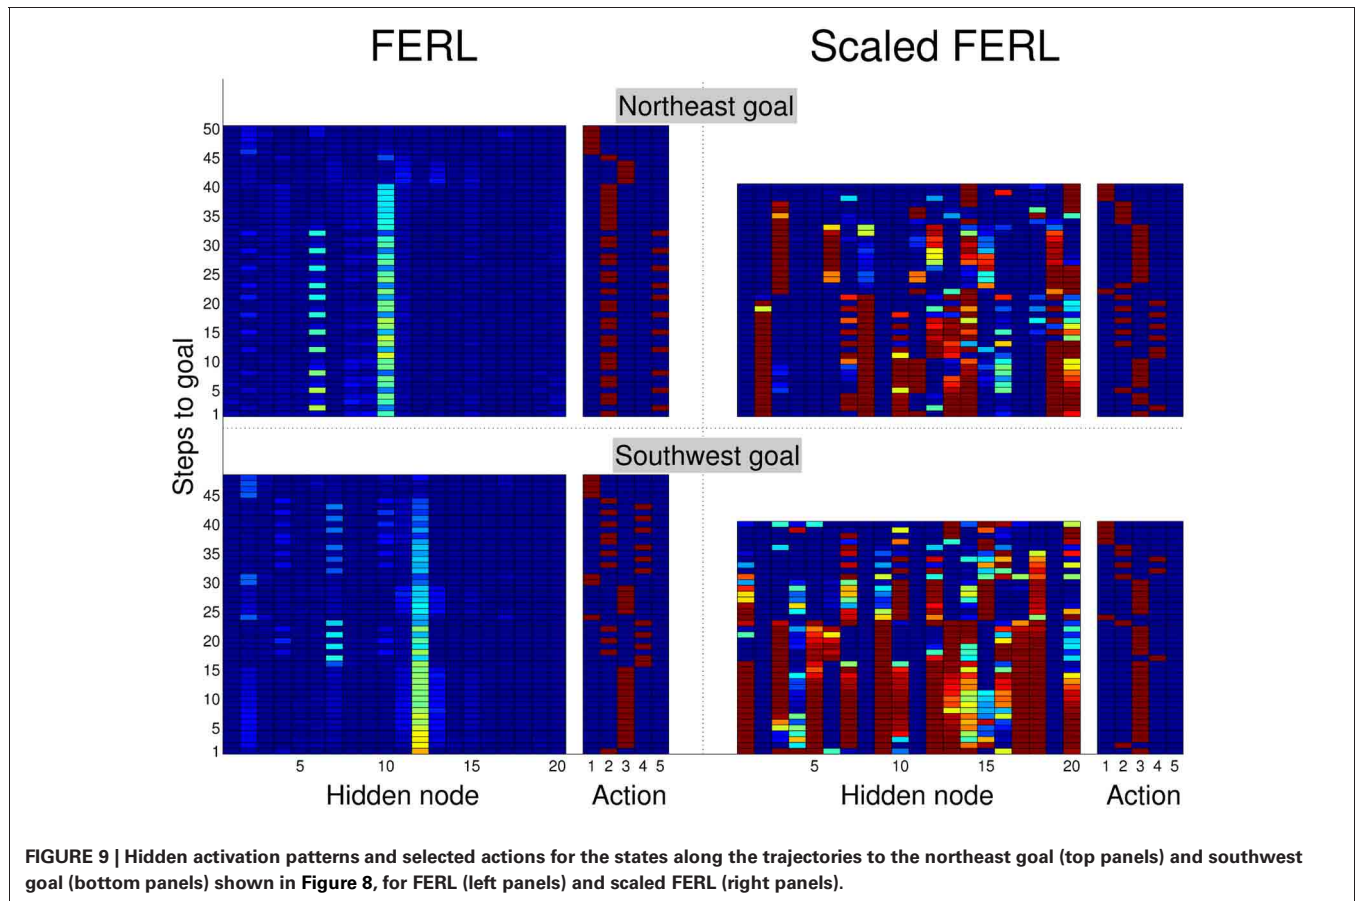 FERL
Scaled FERL
Northeast goal
50
45
40
35
30
25
20
15
10
5
1
Steps to goal
Southwest goal
45
40
35
30
25
20
15
10
5
1
5 10 15 20 1 2 3 4 5 5 10 15 20 1 2 3 4 5
Hidden node Action Hidden node Action
FIGURE 9 | Hidden activation patterns and selected actions for the states along the trajectories to the northeast goal (top panels) and southwest
goal (bottom panels) shown in Figure 8, for FERL (left panels) and scaled FERL (right panels).